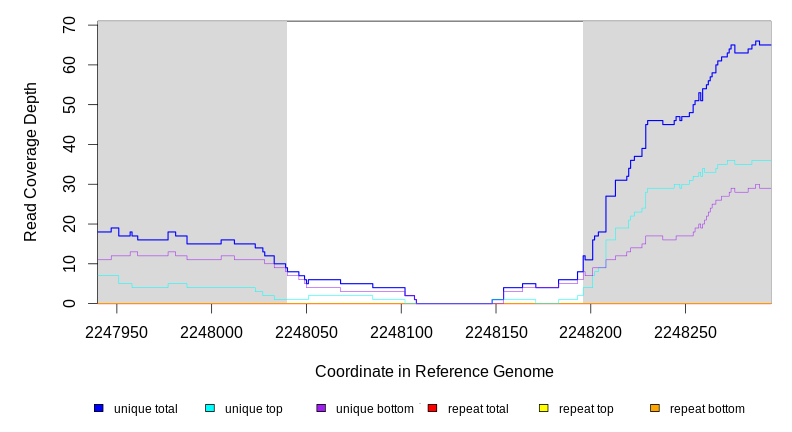 70
60
50
40
30
20
10
0
Read Coverage Depth
2247950 2248000 2248050 2248100 2248150 2248200 2248250
Coordinate in Reference Genome
unique total unique top unique bottom repeat total repeat top repeat bottom